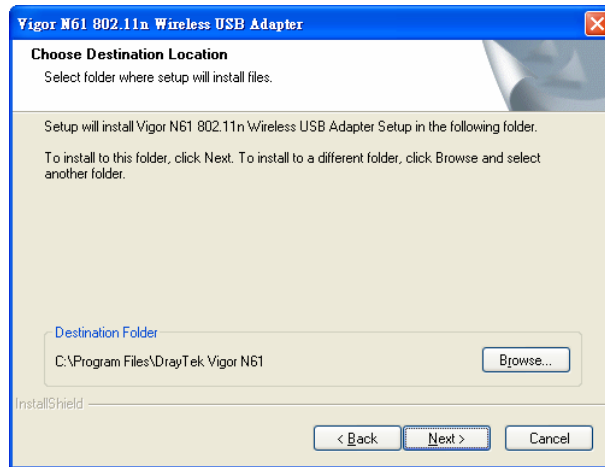 Vigor N61 802.11n Wireless USB Adapter
Choose Destination Location
Select folder where setup will install files.
Setup will install Vigor N61 802.11n Wireless USB Adapter Setup in the following folder.
To install to this folder, click Next. To install to a different folder, click Browse and select
another folder.
Destination Folder
C:\Program Files\DrayTek Vigor N61
Browse...
InstallShield
< Back
Next >
Cancel